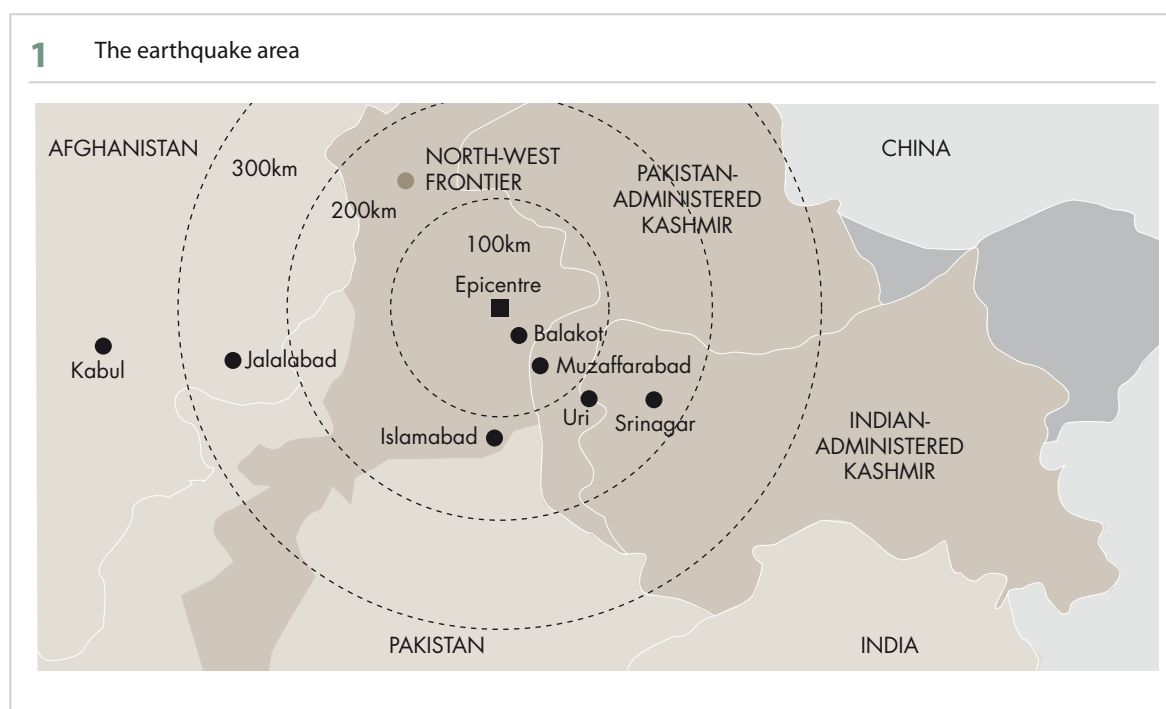 1 The earthquake area
AFGHANISTAN
CHINA
300km
NORTH-WEST
FRONTIER
PAKISTAN-
ADMINISTERED
KASHMIR
200km
100km
Epicentre
Balakot
Kabul
Jalalabad
Muzaffarabad
Uri
Srinagar
Islamabad
INDIAN-
ADMINISTERED
KASHMIR
PAKISTAN
INDIA